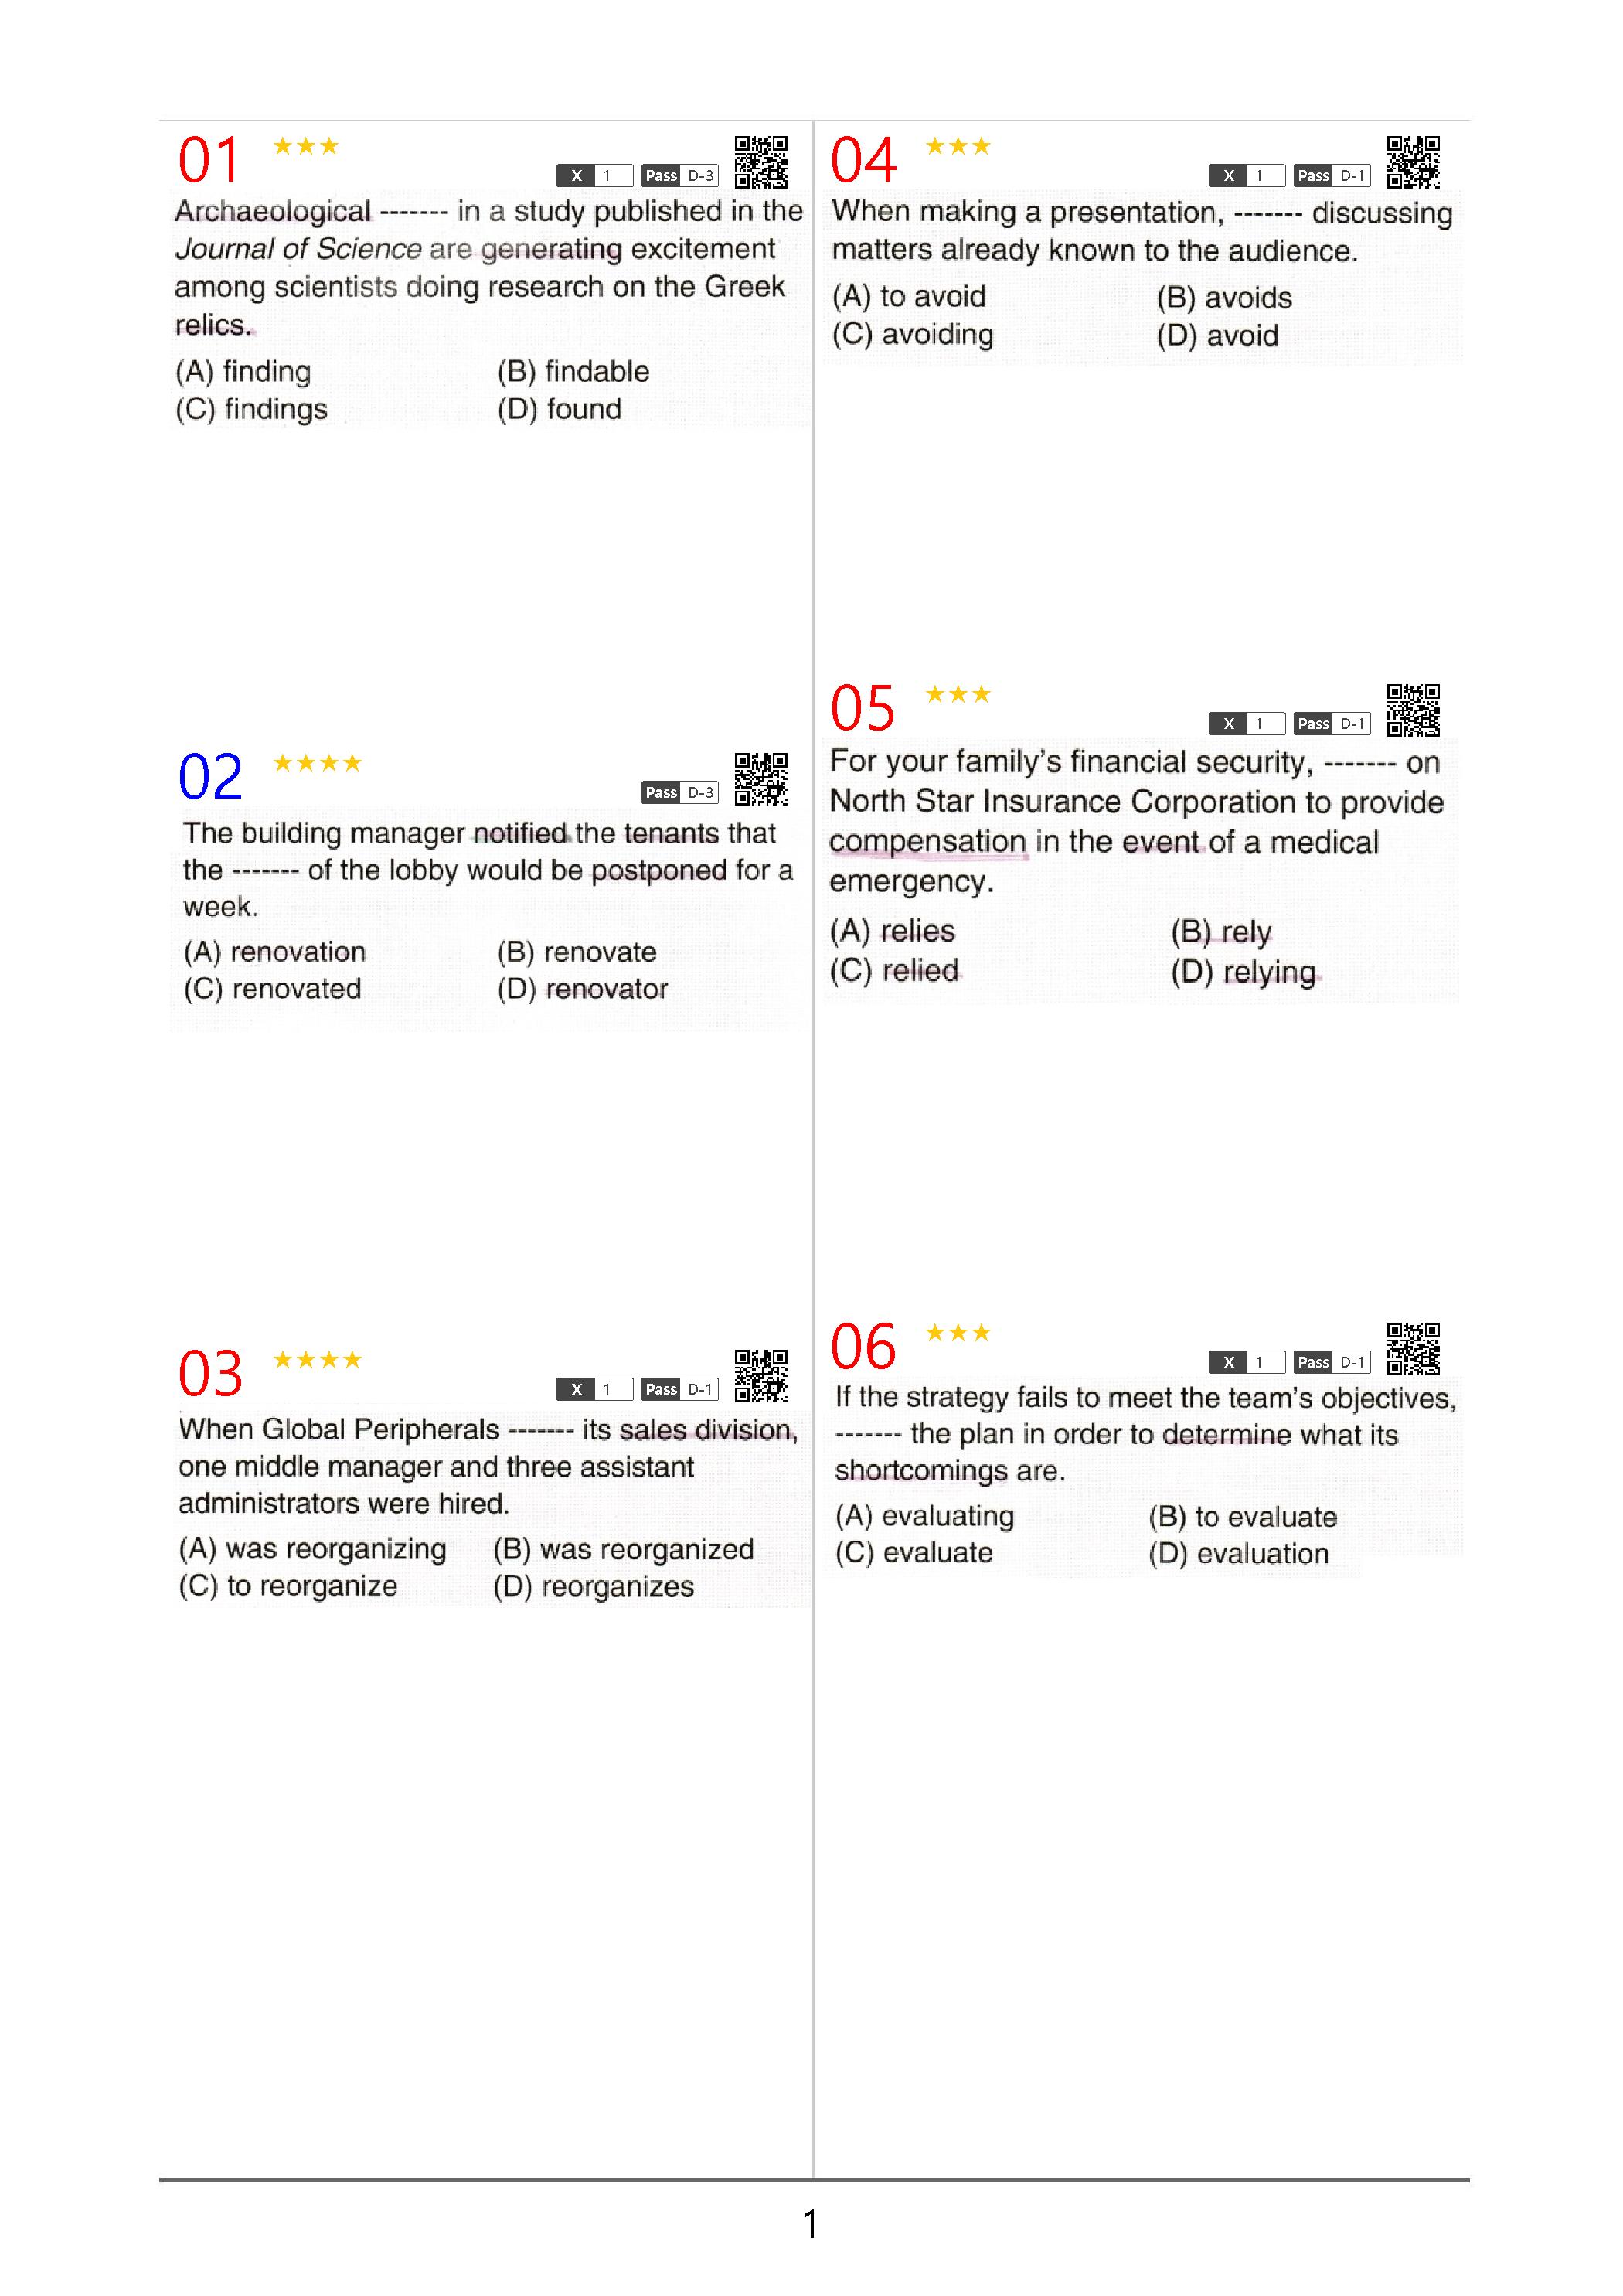 01 ★★★
X 1 Pass D-3
Archaeological ------- in a study published in the
Journal of Science are generating excitement
among scientists doing research on the Greek
relics.
(A) finding (B) findable
(C) findings (D) found
02 ★★★★
Pass D-3
The building manager notified the tenants that
the ------- of the lobby would be postponed for a
week.
(A) renovation (B) renovate
(C) renovated (D) renovator
03 ★★★★
X 1 Pass D-1
When Global Peripherals ------- its sales division,
one middle manager and three assistant
administrators were hired.
(A) was reorganizing (B) was reorganized
(C) to reorganize (D) reorganizes
04 ★★★
X 1 Pass D-1
When making a presentation, ------- discussing
matters already known to the audience.
(A) to avoid (B) avoids
(C) avoiding (D) avoid
05 ★★★
X 1 Pass D-1
For your family's financial security, ------- on
North Star Insurance Corporation to provide
compensation in the event of a medical
emergency.
(A) relies (B) rely
(C) relied (D) relying
06 ★★★
X 1 Pass D-1
If the strategy fails to meet the team's objectives,
------- the plan in order to determine what its
shortcomings are.
(A) evaluating (B) to evaluate
(C) evaluate (D) evaluation
1